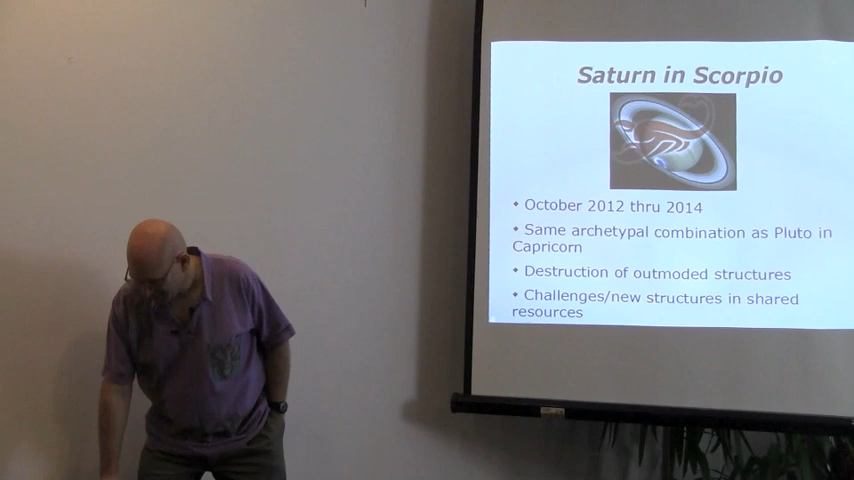 Saturn in Scorpio
• October 2012 thru 2014
• Same archetypal combination as Pluto in
Capricorn
• Destruction of outmoded structures
• Challenges/new structures in shared
resources